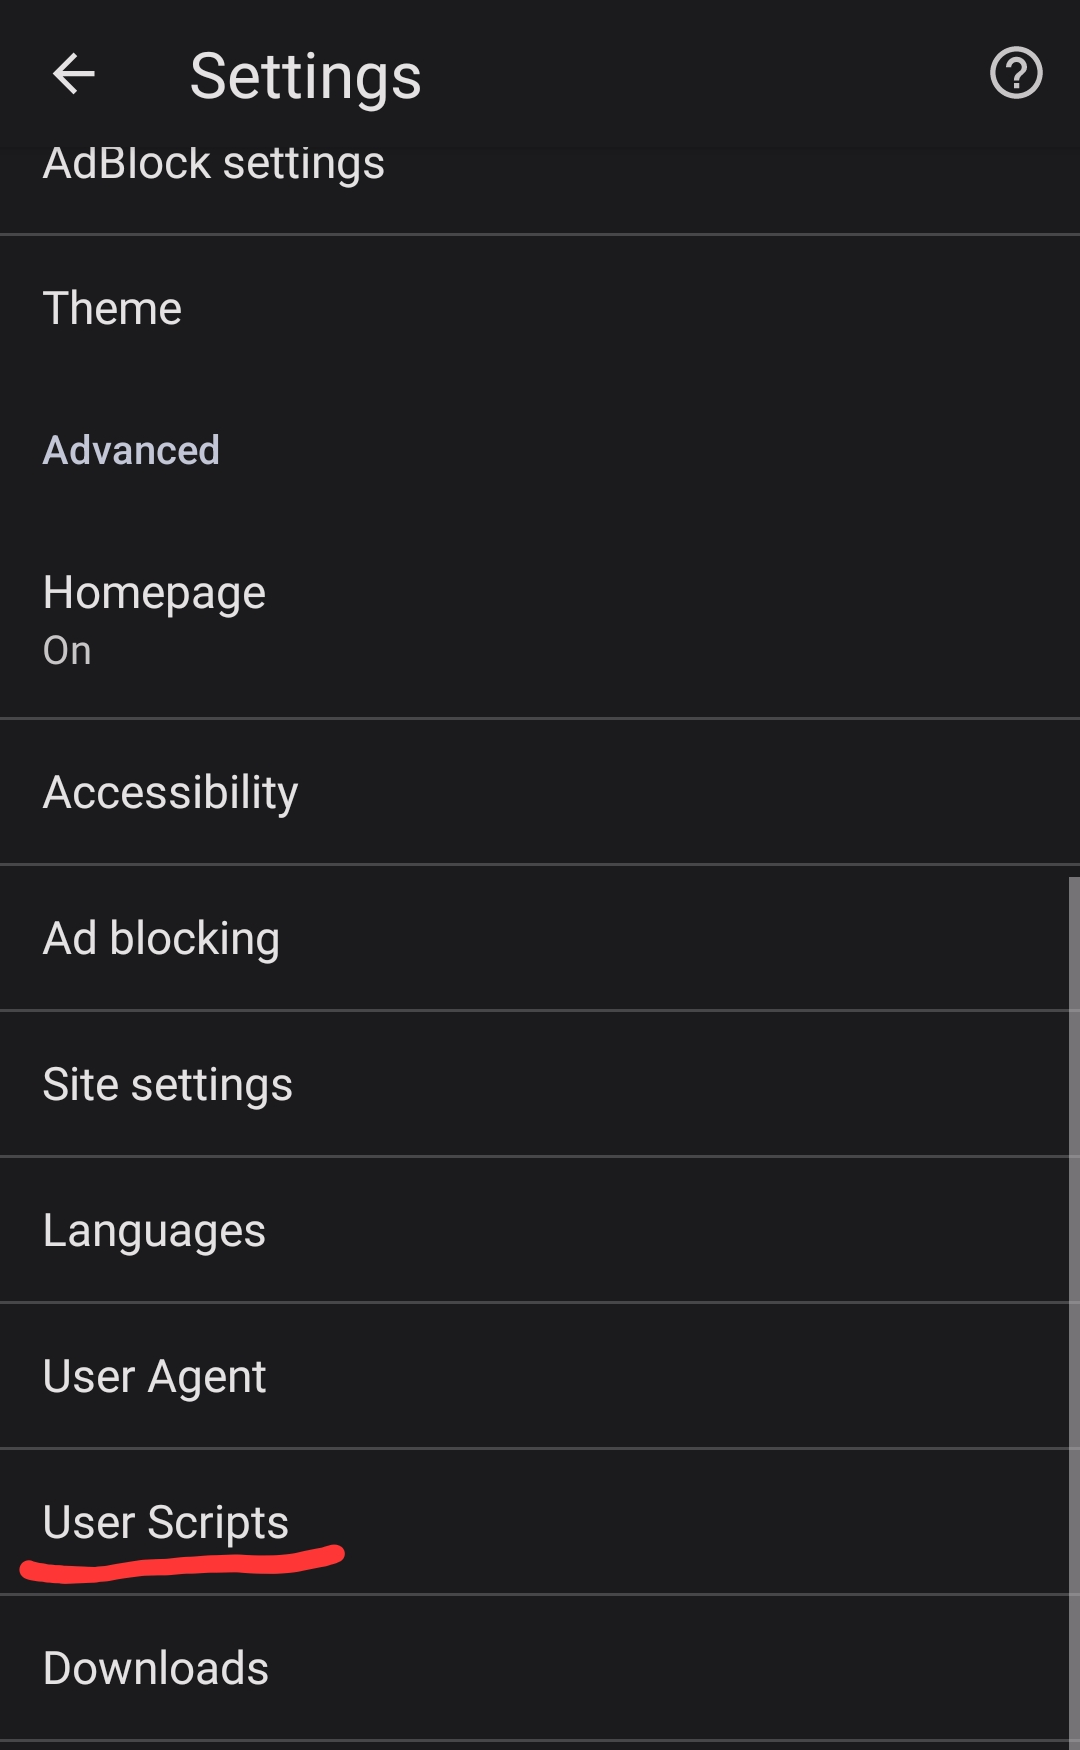 Settings
AdBlock settings
Theme
Advanced
Homepage
On
Accessibility
Ad blocking
Site settings
Languages
User Agent
User Scripts
Downloads